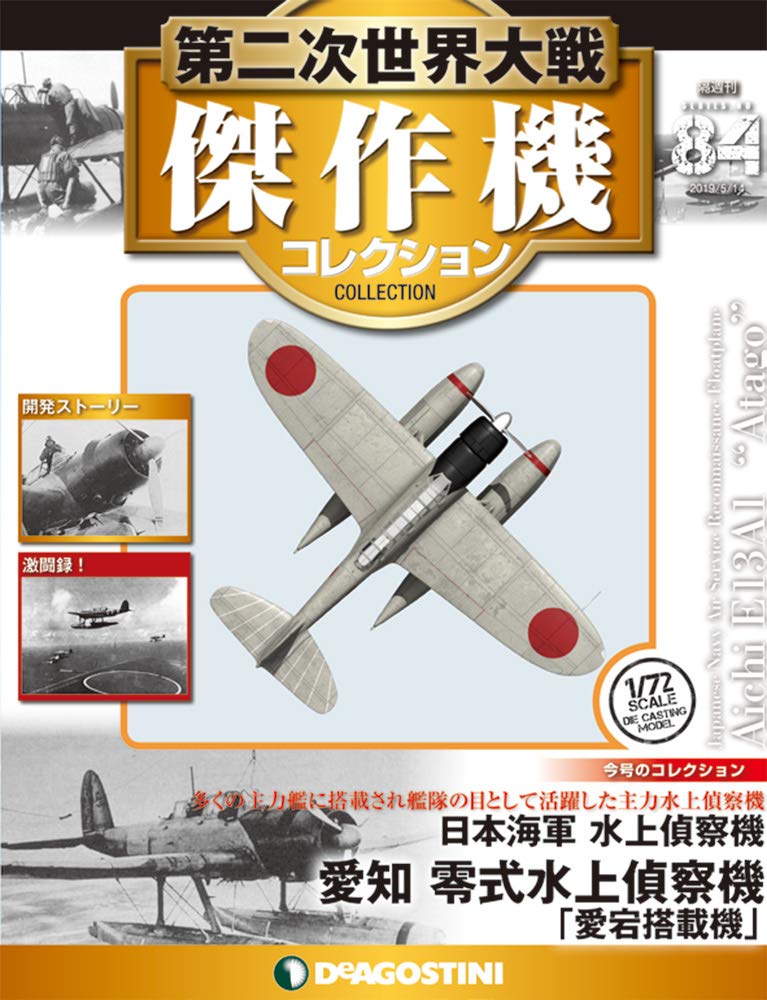 第二次世界大戦
傑作機
コレクション
COLLECTION
隔週刊
SERIES NO
84
2019/5/14
開発ストーリー
激闘録！
Japanese Navy Air Service Reconnaissance Floatplane
Aichi E13A1 “Atago”
1/72
SCALE
DIE CASTING
MODEL
今号のコレクション
多くの主力艦に搭載され艦隊の目として活躍した主力水上偵察機
日本海軍 水上偵察機
愛知 零式水上偵察機
「愛宕搭載機」
DeAGOSTINI